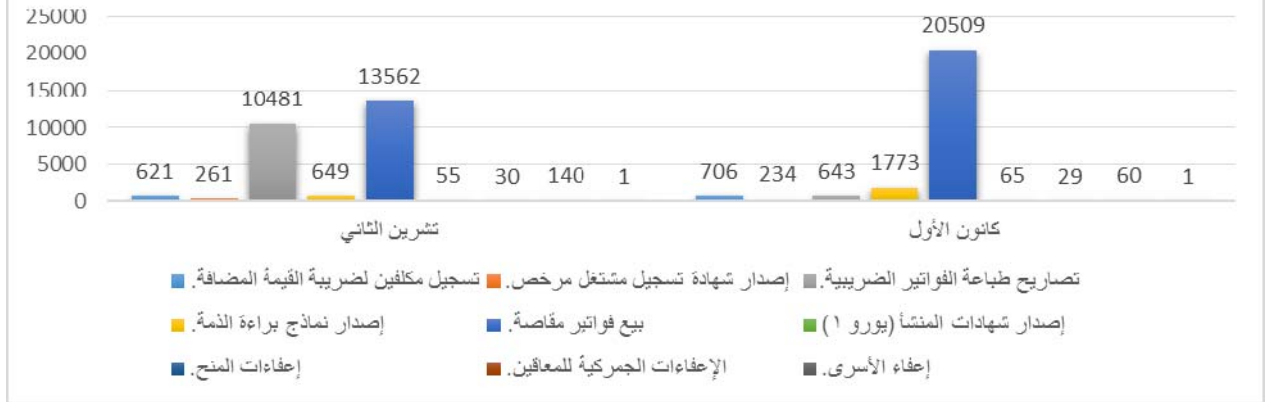 25000
20000
15000
10000
5000
0
621 261 10481 649 13562 55 30 140 1
706 234 643 1773 20509 65 29 60 1
تشرين الثاني
كانون الأول
تسجيل مكلفين لضريبة القيمة المضافة. إصدار شهادة تسجيل مشتغل مرخص. تصاريح طباعة الفواتير الضريبية.
إصدار نماذج براءة الذمة. بيع فواتير مقاصة. إصدار شهادات المنشأ (يورو ١)
إعفاءات المنح. الإعفاءات الجمركية للمعاقين. إعفاء الأسرى.